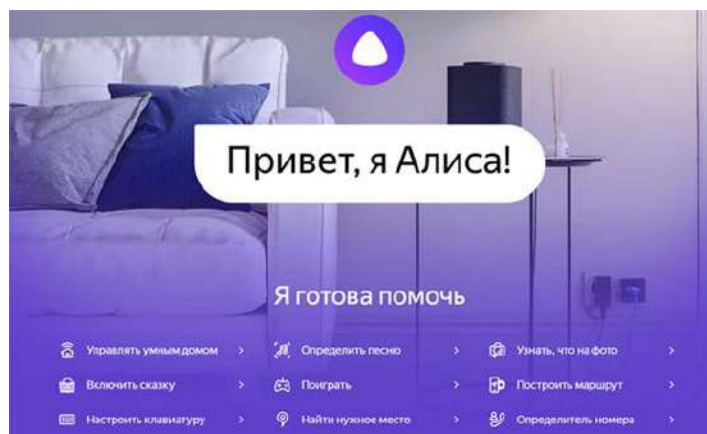 Привет, я Алиса!
Я готова помочь
Управлять умным домом
Определить песню
Узнать, что на фото
Включить сказку
Поиграть
Построить маршрут
Настроить клавиатуру
Найти нужное место
Определитель номера